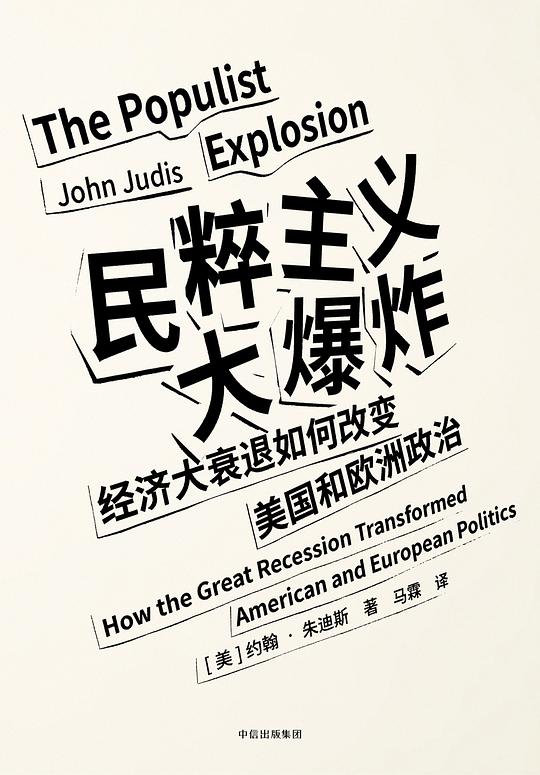 The Populist
Explosion
John Judis
民粹主义
大爆炸
经济大衰退如何改变
美国和欧洲政治
How the Great Recession Transformed
American and European Politics
[美]约翰·朱迪斯 著 马霖 译
中信出版集团